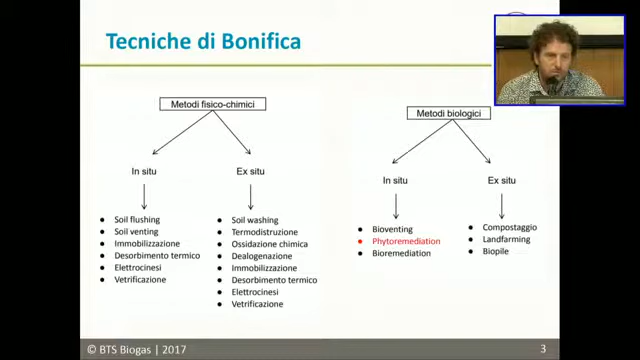 Tecniche di Bonifica
Metodi fisico-chimici
In situ
Ex situ
Soil flushing
Soil venting
Immobilizzazione
Desorbimento termico
Elettrocinesi
Vetrificazione
Soil washing
Termodistruzione
Ossidazione chimica
Dealogenazione
Immobilizzazione
Desorbimento termico
Elettrocinesi
Vetrificazione
Metodi biologici
In situ
Ex situ
Bioventing
Phytoremediation
Bioremediation
Compostaggio
Landfarming
Biopile
© BTS Biogas | 2017
3